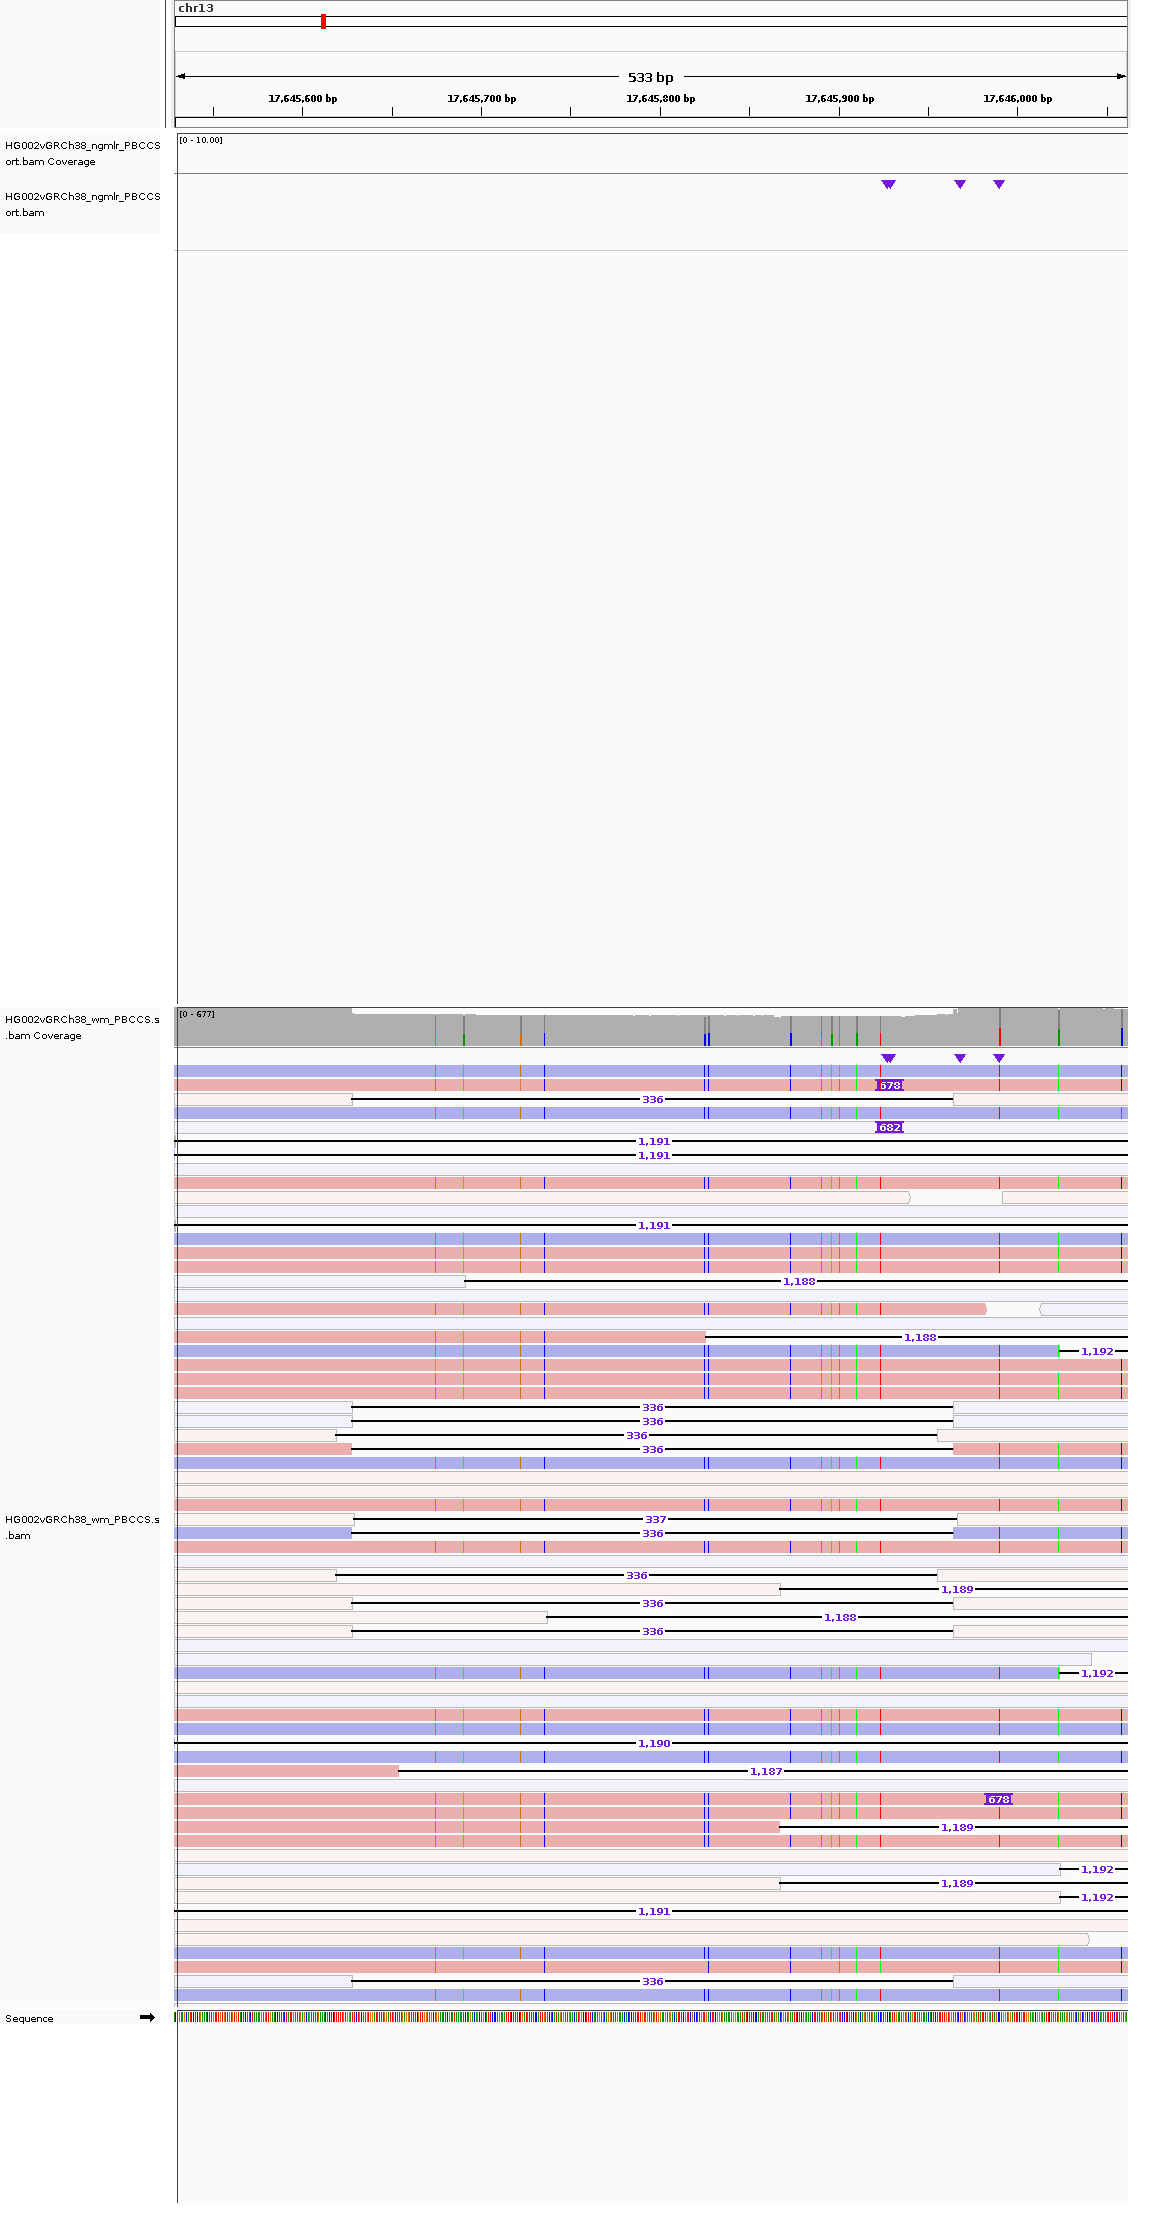 chr13
533 bp
17,645,600 bp 17,645,700 bp 17,645,800 bp 17,645,900 bp 17,646,000 bp
HG002vGRCh38_ngmlr_PBCCS
ort.bam Coverage
[0 - 10.00]
HG002vGRCh38_ngmlr_PBCCS
ort.bam
HG002vGRCh38_wm_PBCCS.s
.bam Coverage
[0 - 677]
678
336
682
1,191
1,191
1,191
1,188
1,188
1,192
336
336
336
336
HG002vGRCh38_wm_PBCCS.s
.bam
337
336
336
1,189
336
1,188
336
1,192
1,190
1,187
678
1,189
1,192
1,189
1,192
1,191
336
Sequence